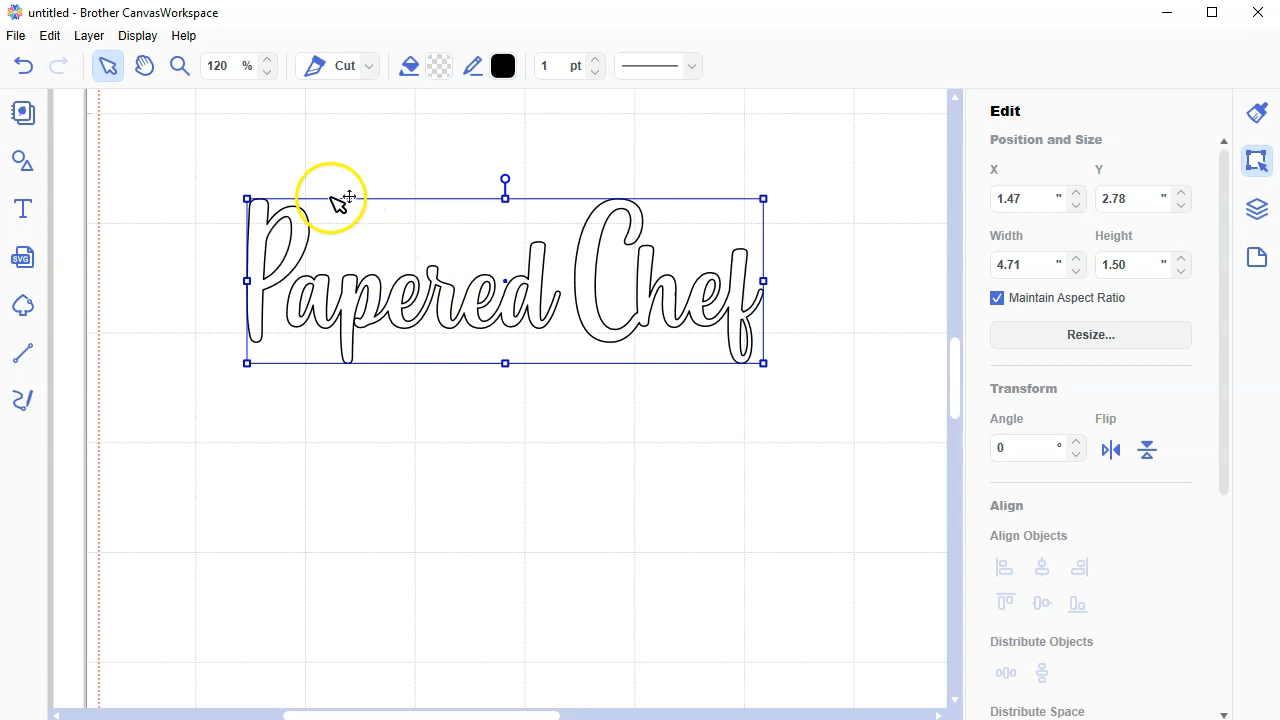 untitled - Brother CanvasWorkspace
File Edit Layer Display Help
120 % Cut 1 pt
Edit
Position and Size
X Y
1.47 " 2.78 "
Width Height
4.71 " 1.50 "
Maintain Aspect Ratio
Resize...
Transform
Angle Flip
0 °
Align
Align Objects
Distribute Objects
Distribute Space
T
SVG
Papered Chef